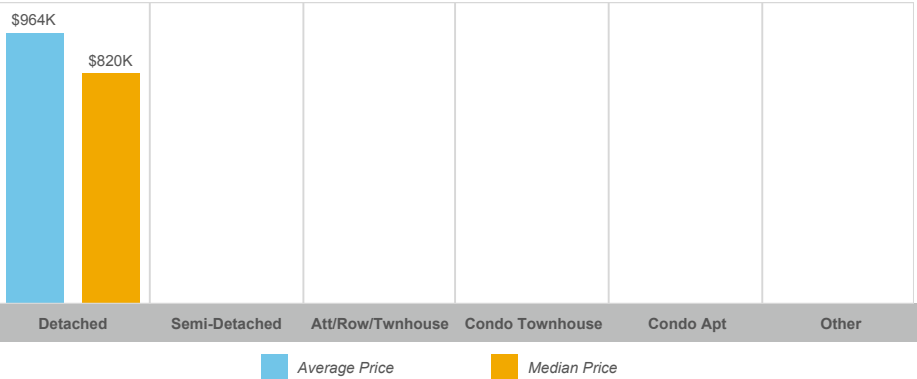 $964K
$820K
Detached Semi-Detached Att/Row/Twnhouse Condo Townhouse Condo Apt Other
Average Price Median Price